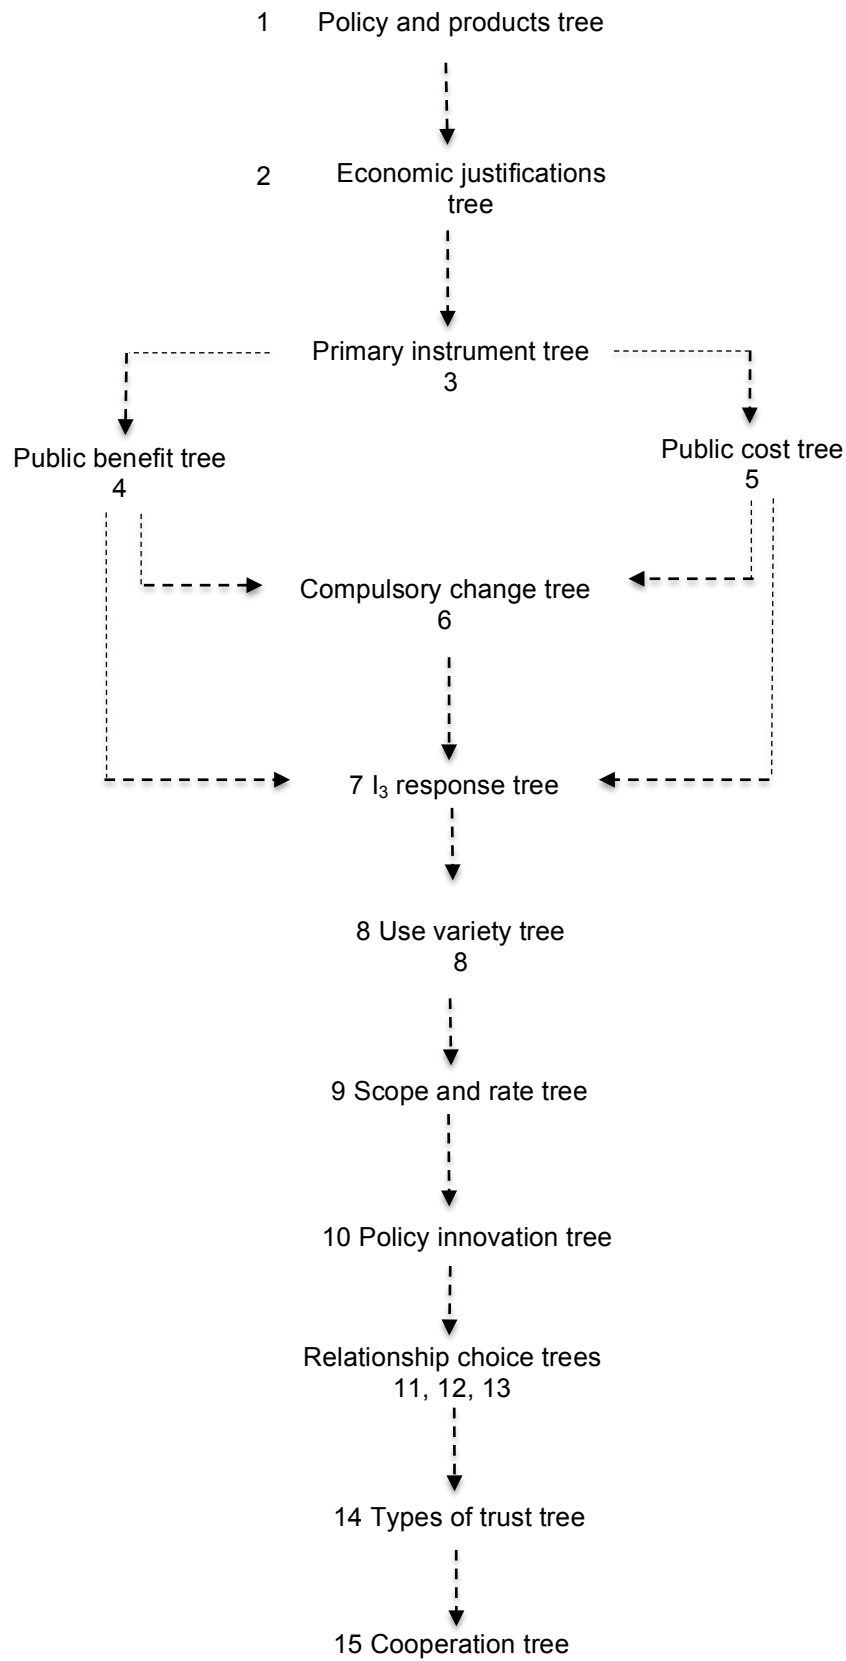 1 Policy and products tree
2 Economic justifications
tree
Primary instrument tree
3
Public benefit tree
4
Public cost tree
5
Compulsory change tree
6
7 I₃ response tree
8 Use variety tree
8
9 Scope and rate tree
10 Policy innovation tree
Relationship choice trees
11, 12, 13
14 Types of trust tree
15 Cooperation tree